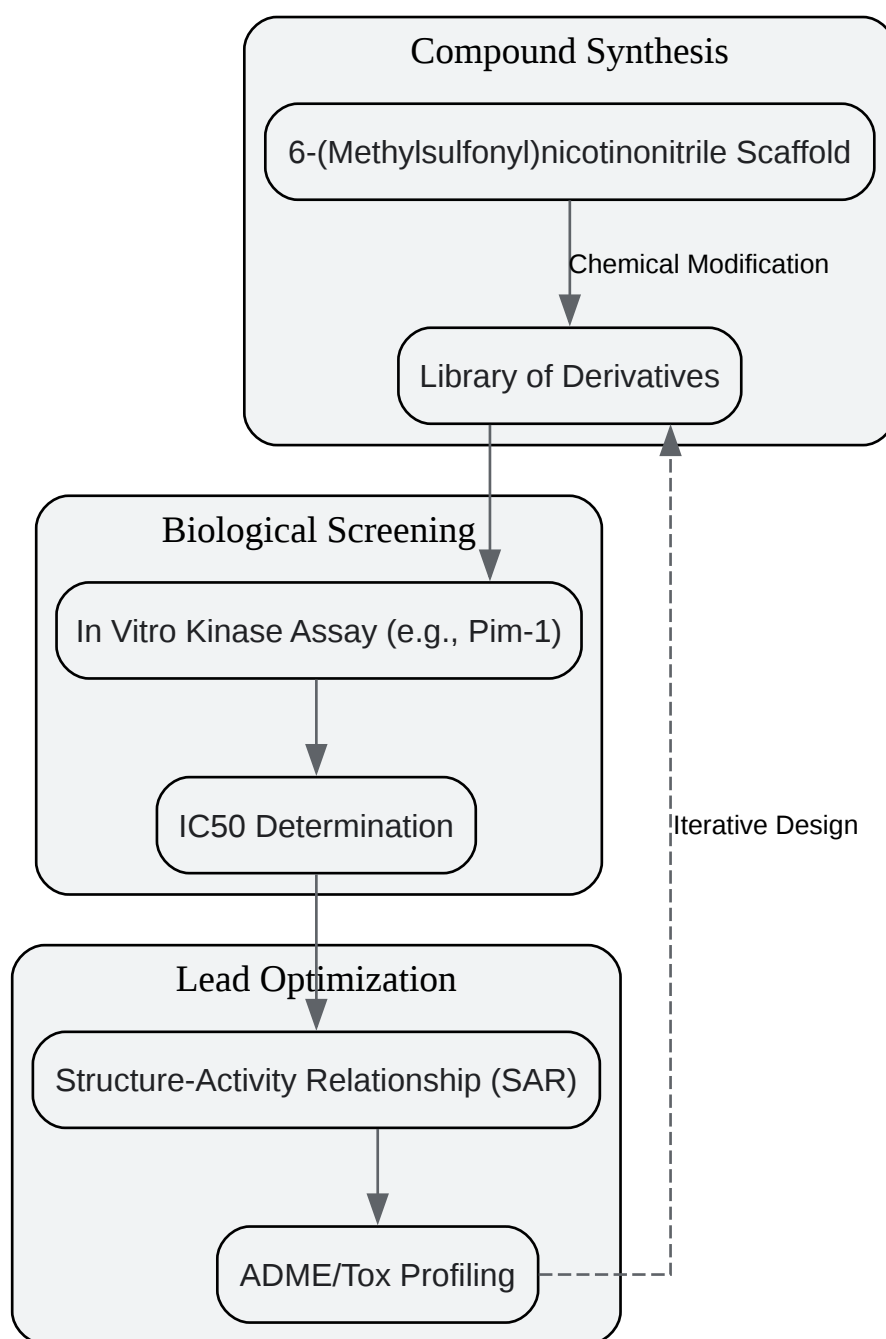 Compound Synthesis
6-(Methylsulfonyl)nicotinonitrile Scaffold
Chemical Modification
Library of Derivatives
Biological Screening
In Vitro Kinase Assay (e.g., Pim-1)
IC50 Determination
Iterative Design
Lead Optimization
Structure-Activity Relationship (SAR)
ADME/Tox Profiling